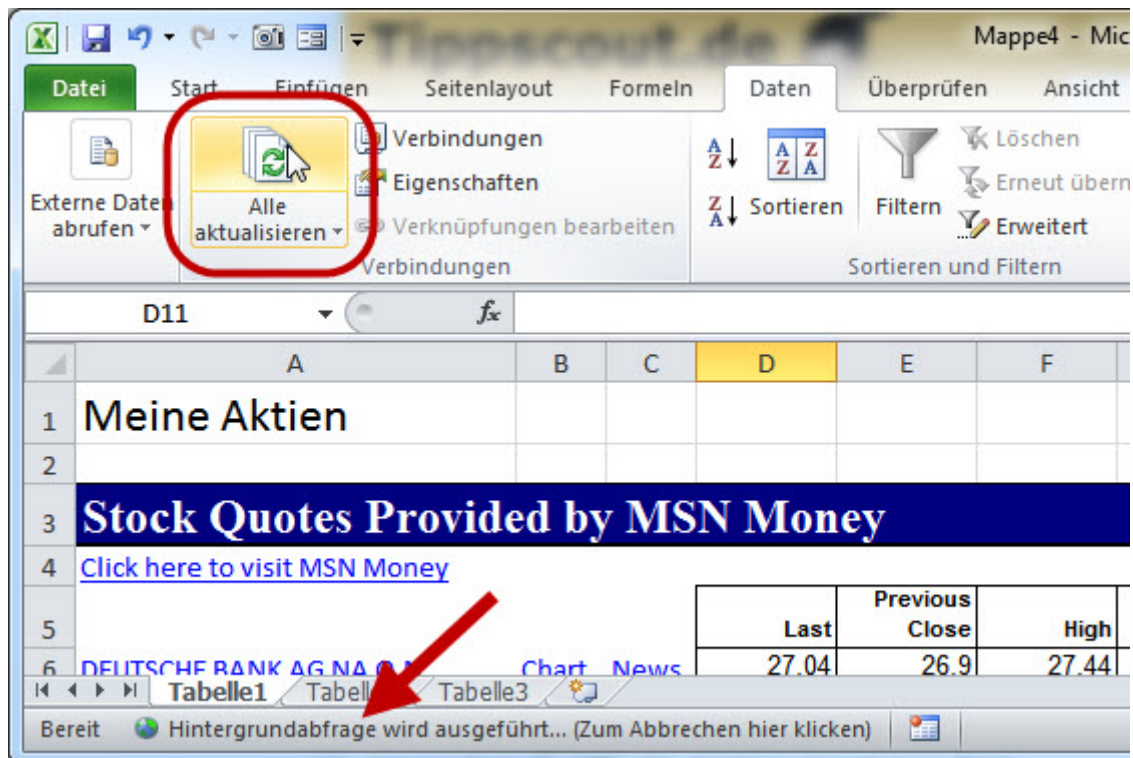 Tippscout.de
Mappe4 - Mic
Datei Start Einfügen Seitenlayout Formeln Daten Überprüfen Ansicht
Externe Daten abrufen
Alle aktualisieren
Verbindungen
Eigenschaften
Verknüpfungen bearbeiten
Verbindungen
A Z
Z A
A Z
Z A
Sortieren
Filtern
Löschen
Erneut übern
Erweitert
Sortieren und Filtern
D11 fx
A B C D E F
1 Meine Aktien
2
3 Stock Quotes Provided by MSN Money
4 Click here to visit MSN Money
Previous
5 Last Close High
6 DEUTSCHE BANK AG NA Chart News 27.04 26.9 27.44
Tabelle1 Tabell Tabelle3
Bereit Hintergrundabfrage wird ausgeführt... (Zum Abbrechen hier klicken)